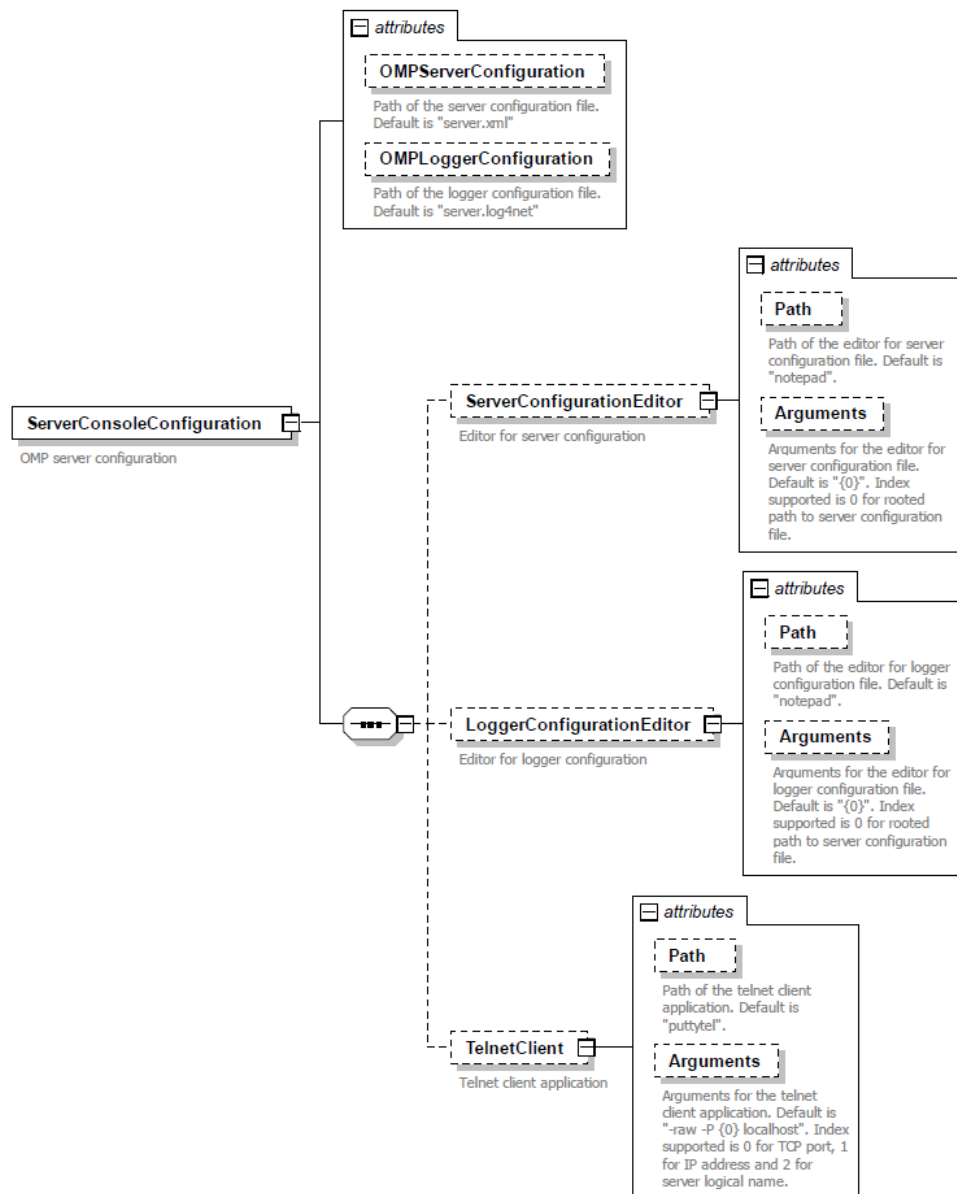 attributes
OMPServerConfiguration
Path of the server configuration file.
Default is "server.xml"
OMPLoggerConfiguration
Path of the logger configuration file.
Default is "server.log4net"
attributes
Path
Path of the editor for server
configuration file. Default is
"notepad".
ServerConfigurationEditor
Editor for server configuration
Arguments
Arguments for the editor for
server configuration file.
Default is "{0}". Index
supported is 0 for rooted
path to server configuration
file.
ServerConsoleConfiguration
OMP server configuration
attributes
Path
Path of the editor for logger
configuration file. Default is
"notepad".
LoggerConfigurationEditor
Editor for logger configuration
Arguments
Arguments for the editor for
logger configuration file.
Default is "{0}". Index
supported is 0 for rooted
path to server configuration
file.
attributes
Path
Path of the telnet client
application. Default is
"puttytel".
TelnetClient
Telnet client application
Arguments
Arguments for the telnet
client application. Default is
"-raw -P {0} localhost". Index
supported is 0 for TCP port, 1
for IP address and 2 for
server logical name.